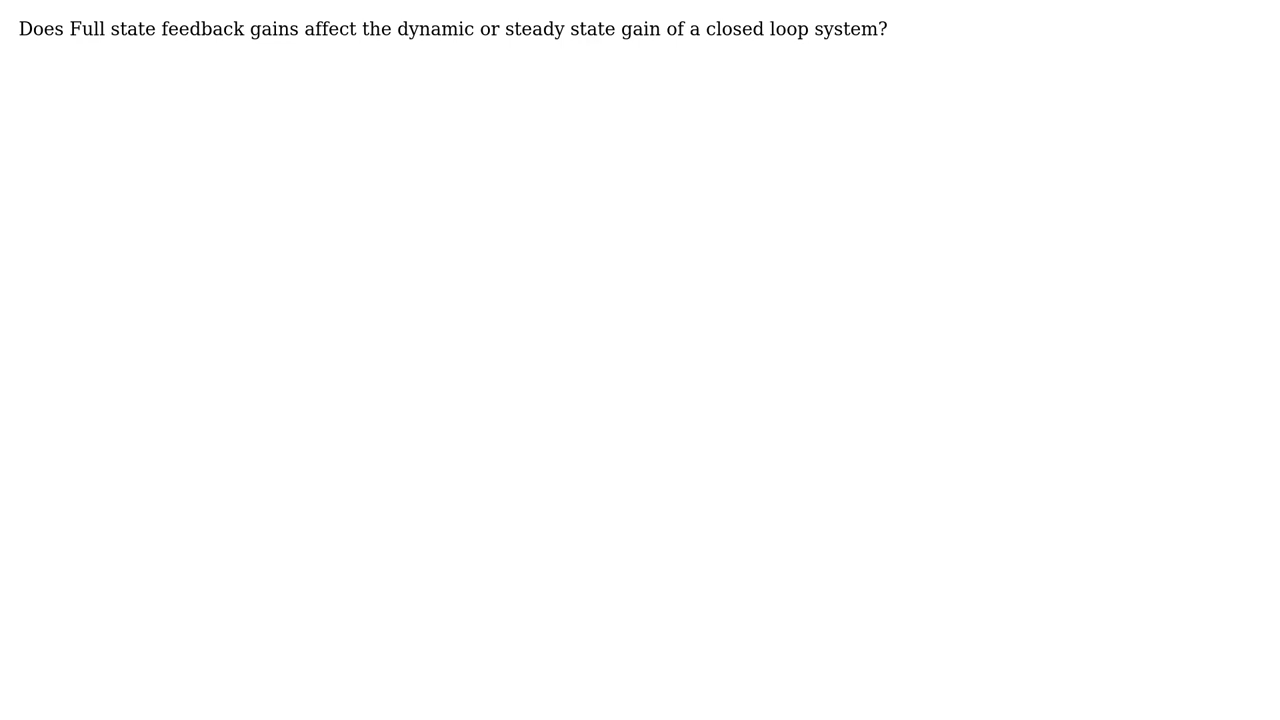 Does Full state feedback gains affect the dynamic or steady state gain of a closed loop system?